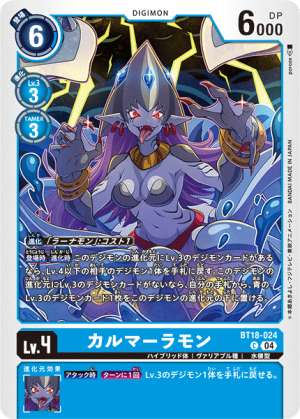 DIGIMON
登場
6
6000
DP
進化
Lv.3
3
TAMER
3
BANDAI MADE IN JAPAN
進化 「ラーナモン」：コスト1
登場時 進化時 このデジモンの進化元にLv.3のデジモンカードがある
なら、Lv.4以下の相手のデジモン1体を手札に戻す。このデジモンの
進化元にLv.3のデジモンカードがないなら、自分の手札から、青の
Lv.3のデジモンカード1枚をこのデジモンの進化元の下に置ける。
BT18-024
Lv.4
カルマーラモン
C 04
ハイブリッド体 ヴァリアブル種 水棲型
進化元効果
アタック時 ターンに1回 Lv.3のデジモン1体を手札に戻せる。